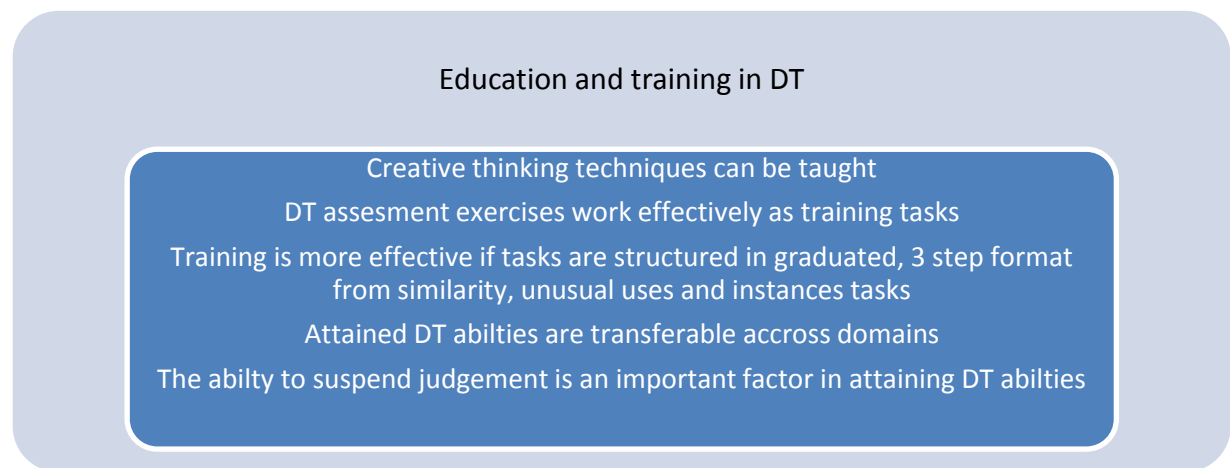 Education and training in DT
Creative thinking techniques can be taught
DT assesment exercises work effectively as training tasks
Training is more effective if tasks are structured in graduated, 3 step format
from similarity, unusual uses and instances tasks
Attained DT abilties are transferable accross domains
The abilty to suspend judgement is an important factor in attaining DT abilties